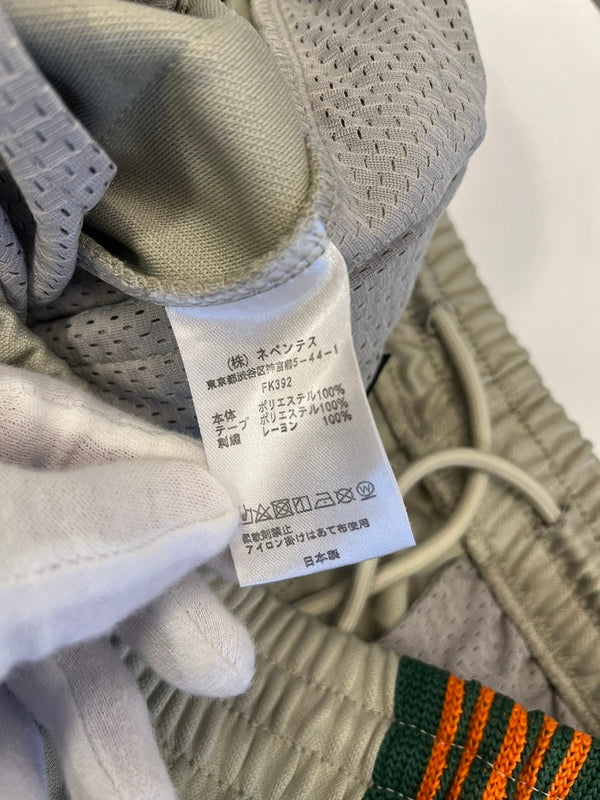 (株) ネペンテス
東京都渋谷区神宮前5-44-1
FK392
本体 ポリエステル100%
テープ ポリエステル100%
刺繍 レーヨン 100%
柔軟剤禁止
アイロン掛けはあて布使用
日本製